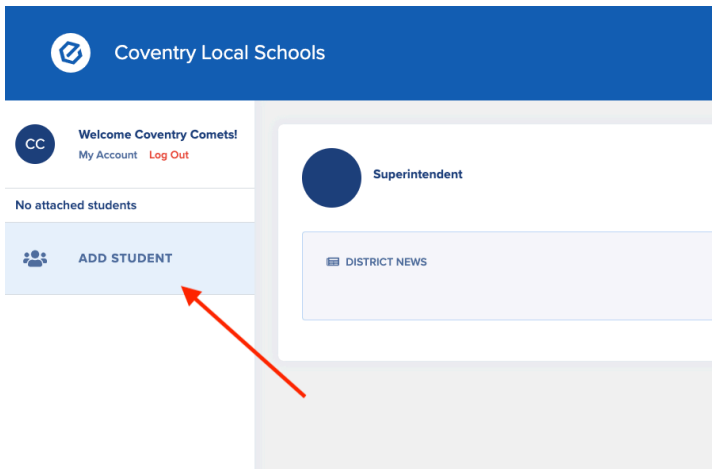 Coventry Local Schools
CC
Welcome Coventry Comets!
My Account Log Out
No attached students
ADD STUDENT
Superintendent
DISTRICT NEWS